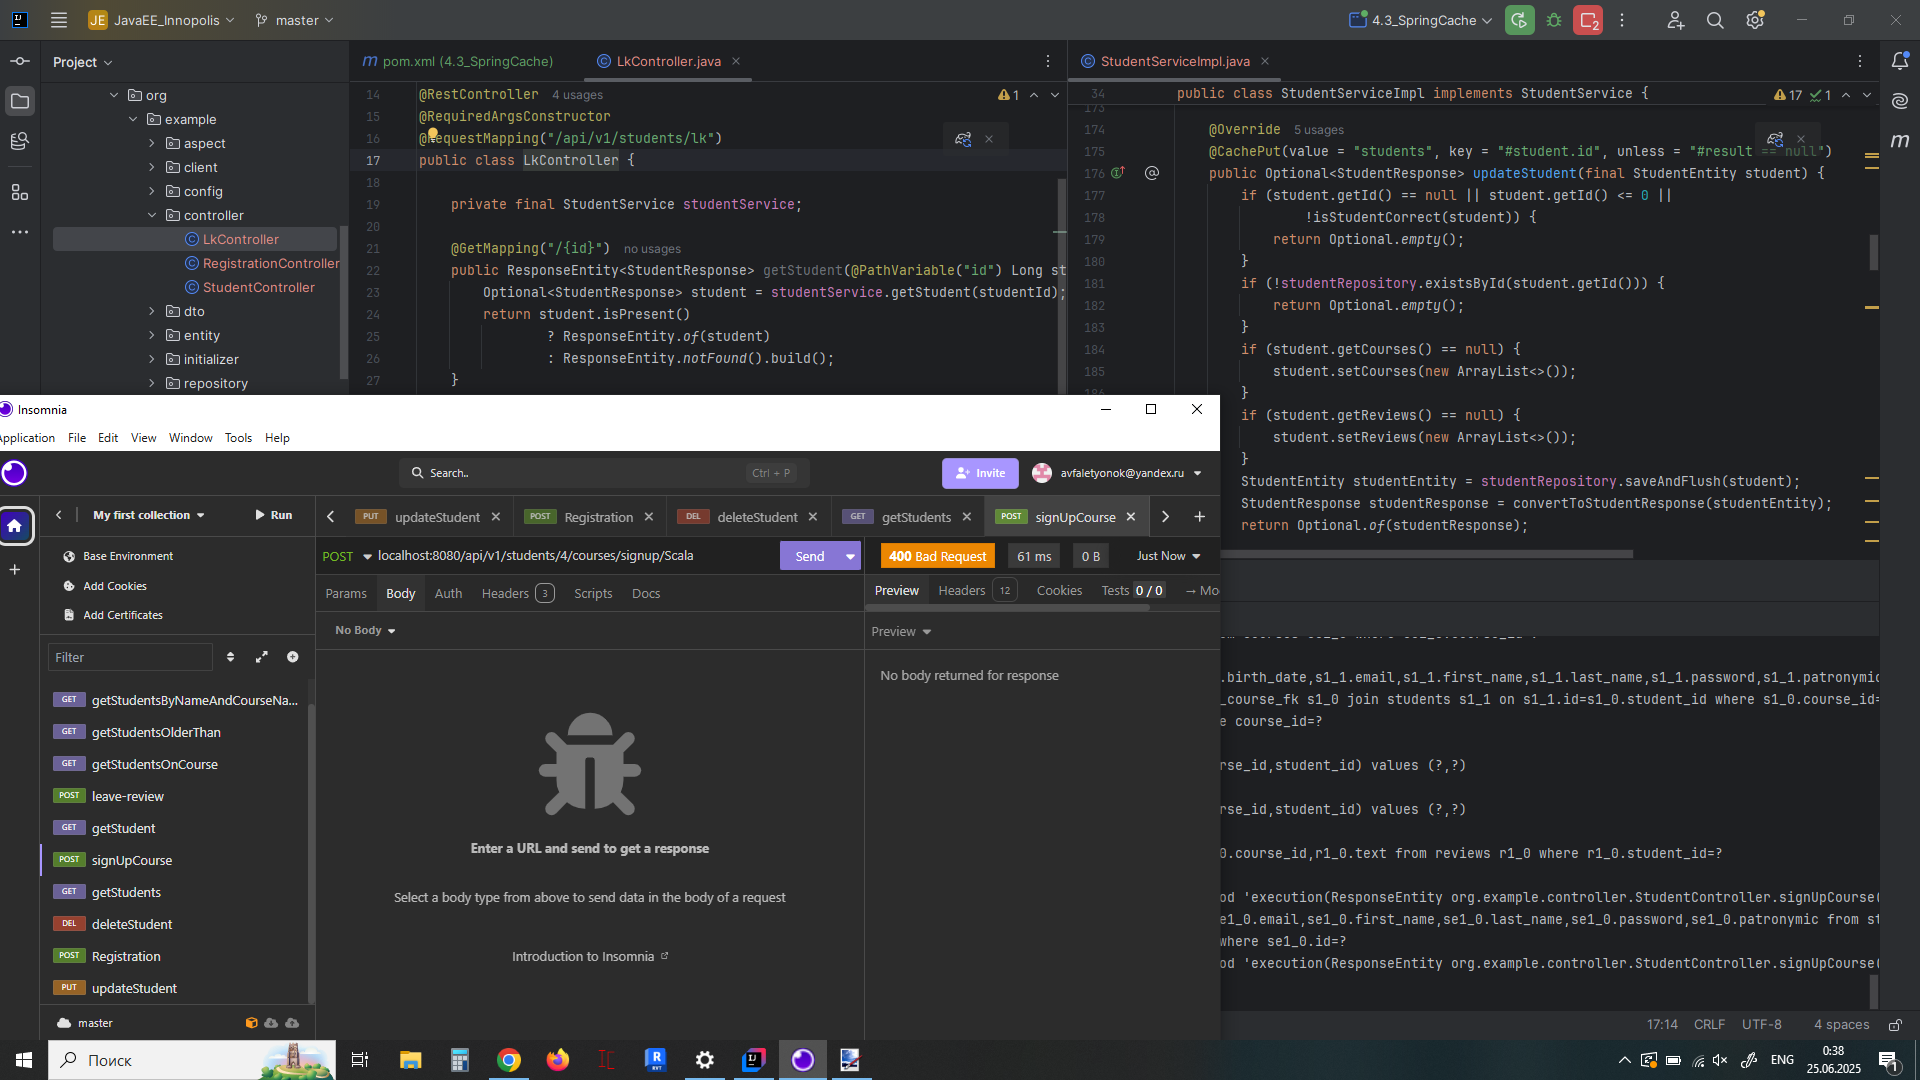 JE JavaEE_Innopolis master
4.3_SpringCache
2
Project
pom.xml (4.3_SpringCache)
LkController.java
StudentServiceImpl.java
org
example
aspect
client
config
controller
LkController
RegistrationController
StudentController
dto
entity
initializer
repository
14 @RestController 4 usages
1
15 @RequiredArgsConstructor
16 @RequestMapping("/api/v1/students/lk")
17 public class LkController {
18
19 private final StudentService studentService;
20
21 @GetMapping("/{id}") no usages
22 public ResponseEntity<StudentResponse> getStudent(@PathVariable("id") Long st
23 Optional<StudentResponse> student = studentService.getStudent(studentId);
24 return student.isPresent()
25 ? ResponseEntity.of(student)
26 : ResponseEntity.notFound().build();
27 }
34 public class StudentServiceImpl implements StudentService {
17 1
173
174 @Override 5 usages
175 @CachePut(value = "students", key = "#student.id", unless = "#result == null")
176 public Optional<StudentResponse> updateStudent(final StudentEntity student) {
177 if (student.getId() == null || student.getId() <= 0 ||
178 !isStudentCorrect(student)) {
179 return Optional.empty();
180 }
181 if (!studentRepository.existsById(student.getId())) {
182 return Optional.empty();
183 }
184 if (student.getCourses() == null) {
185 student.setCourses(new ArrayList<>());
}
if (student.getReviews() == null) {
student.setReviews(new ArrayList<>());
}
StudentEntity studentEntity = studentRepository.saveAndFlush(student);
StudentResponse studentResponse = convertToStudentResponse(studentEntity);
return Optional.of(studentResponse);
Insomnia
Application File Edit View Window Tools Help
Search.. Ctrl + P
Invite
avfaletyonok@yandex.ru
My first collection
Run
PUT updateStudent
POST Registration
DEL deleteStudent
GET getStudents
POST signUpCourse
Base Environment
Add Cookies
Add Certificates
Filter
GET getStudentsByNameAndCourseNa...
GET getStudentsOlderThan
GET getStudentsOnCourse
POST leave-review
GET getStudent
POST signUpCourse
GET getStudents
DEL deleteStudent
POST Registration
PUT updateStudent
master
POST localhost:8080/api/v1/students/4/courses/signup/Scala
Send
400 Bad Request 61 ms 0 B Just Now
Params Body Auth Headers 3 Scripts Docs
Preview Headers 12 Cookies Tests 0 / 0 → Mo
No Body
Preview
No body returned for response
Enter a URL and send to get a response
Select a body type from above to send data in the body of a request
Introduction to Insomnia
.birth_date,s1_1.email,s1_1.first_name,s1_1.last_name,s1_1.password,s1_1.patronymic
_course_fk s1_0 join students s1_1 on s1_1.id=s1_0.student_id where s1_0.course_id=
e course_id=?
rse_id,student_id) values (?,?)
rse_id,student_id) values (?,?)
0.course_id,r1_0.text from reviews r1_0 where r1_0.student_id=?
od 'execution(ResponseEntity org.example.controller.StudentController.signUpCourse(
se1_0.email,se1_0.first_name,se1_0.last_name,se1_0.password,se1_0.patronymic from st
where se1_0.id=?
od 'execution(ResponseEntity org.example.controller.StudentController.signUpCourse(
17:14 CRLF UTF-8 4 spaces
Поиск
ENG
0:38
25.06.2025
1